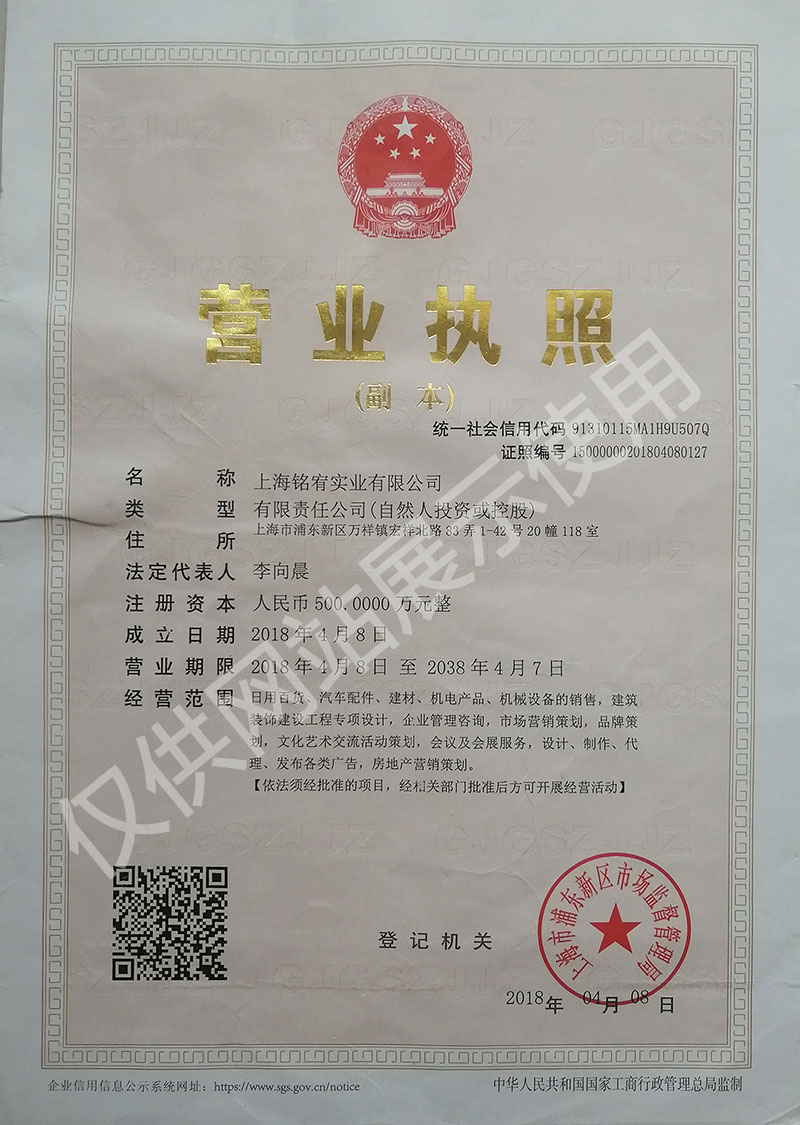 营业执照
(副本)
统一社会信用代码 91310115MA1H9U507Q
证照编号 15000000201804080127
名称 上海铭宥实业有限公司
类型 有限责任公司(自然人投资或控股)
住所 上海市浦东新区万祥镇宏祥北路83弄1-42号20幢118室
法定代表人 李向晨
注册资本 人民币500.0000万元整
成立日期 2018年4月8日
营业期限 2018年4月8日 至 2038年4月7日
经营范围 日用百货、汽车配件、建材、机电产品、机械设备的销售,建筑
装饰建设工程专项设计,企业管理咨询,市场营销策划,品牌策
划,文化艺术交流活动策划,会议及会展服务,设计、制作、代
理、发布各类广告,房地产营销策划。
【依法须经批准的项目,经相关部门批准后方可开展经营活动】
仅供网站展示使用
登记机关
上海市浦东新区市场监督管理局
2018年 04月 08日
企业信用信息公示系统网址:https://www.sgs.gov.cn/notice
中华人民共和国国家工商行政管理总局监制
GJGSZJJZ